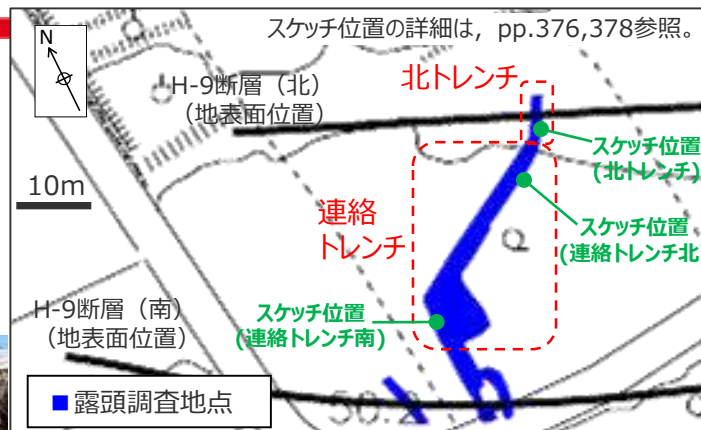 スケッチ位置の詳細は，pp.376,378参照。
N
H-9断層（北）
（地表面位置）
北トレンチ
スケッチ位置
(北トレンチ)
10m
連絡
トレンチ
スケッチ位置
(連絡トレンチ北
H-9断層（南）
（地表面位置）
スケッチ位置
(連絡トレンチ南)
■露頭調査地点
50.2